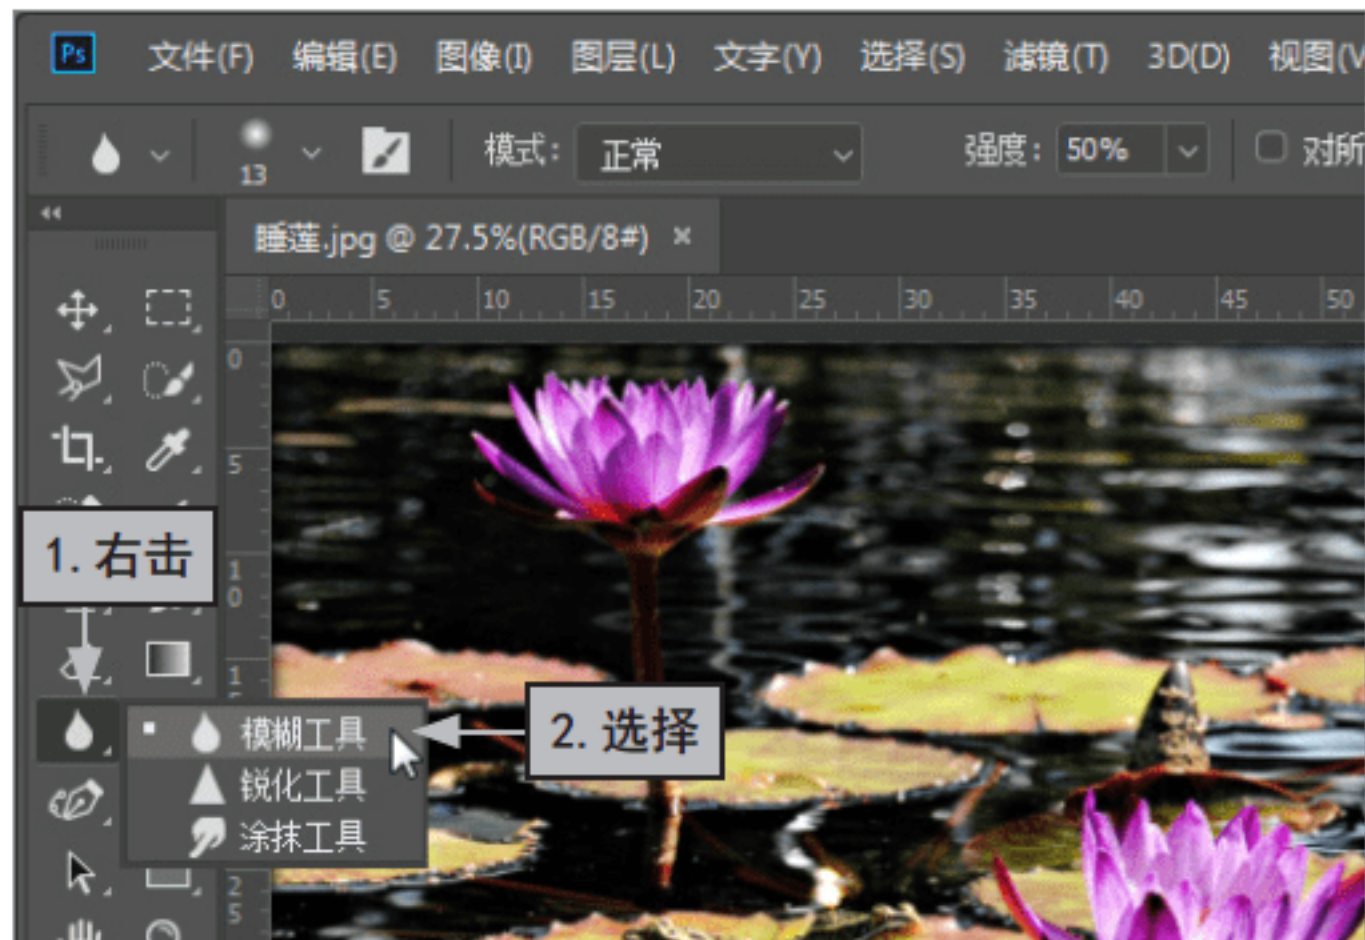 Ps 文件(F) 编辑(E) 图像(I) 图层(L) 文字(Y) 选择(S) 滤镜(T) 3D(D) 视图(V
13 模式: 正常 强度: 50% 对所
睡莲.jpg @ 27.5%(RGB/8#) ×
0 5 10 15 20 25 30 35 40 45 50
0
5
1. 右击
1
0
1
模糊工具
2. 选择
锐化工具
涂抹工具
2
5